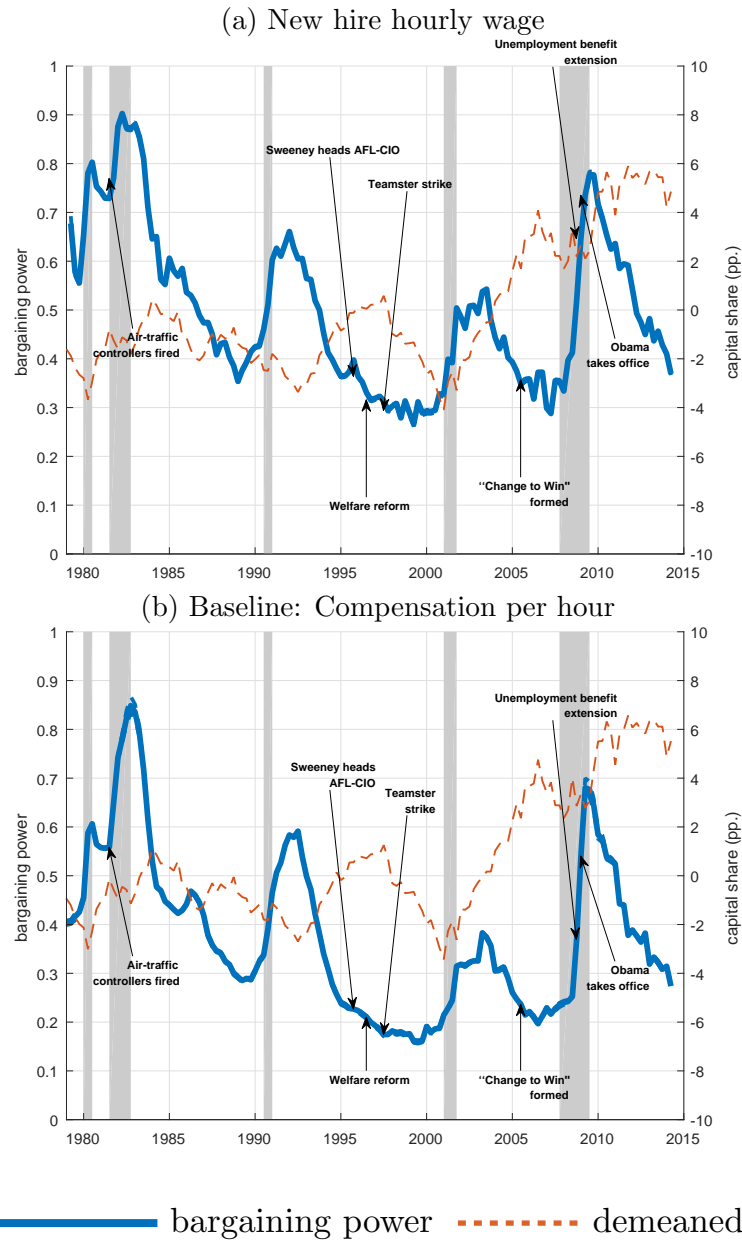 (a) New hire hourly wage
Unemployment benefit
extension
1
0.9
0.8
0.7
0.6
0.5
0.4
0.3
0.2
0.1
0
bargaining power
10
8
6
4
2
0
-2
-4
-6
-8
-10
capital share (pp.)
Sweeney heads AFL-CIO
Teamster strike
Air-traffic
controllers fired
Obama
takes office
Welfare reform
"Change to Win"
formed
1980
1985
1990
1995
2000
2005
2010
2015
(b) Baseline: Compensation per hour
1
0.9
0.8
0.7
0.6
0.5
0.4
0.3
0.2
0.1
0
bargaining power
10
8
6
4
2
0
-2
-4
-6
-8
-10
capital share (pp.)
Unemployment benefit
extension
Sweeney heads
AFL-CIO
Teamster
strike
Air-traffic
controllers fired
Obama
takes office
Welfare reform
"Change to Win"
formed
1980
1985
1990
1995
2000
2005
2010
2015
bargaining power
demeaned